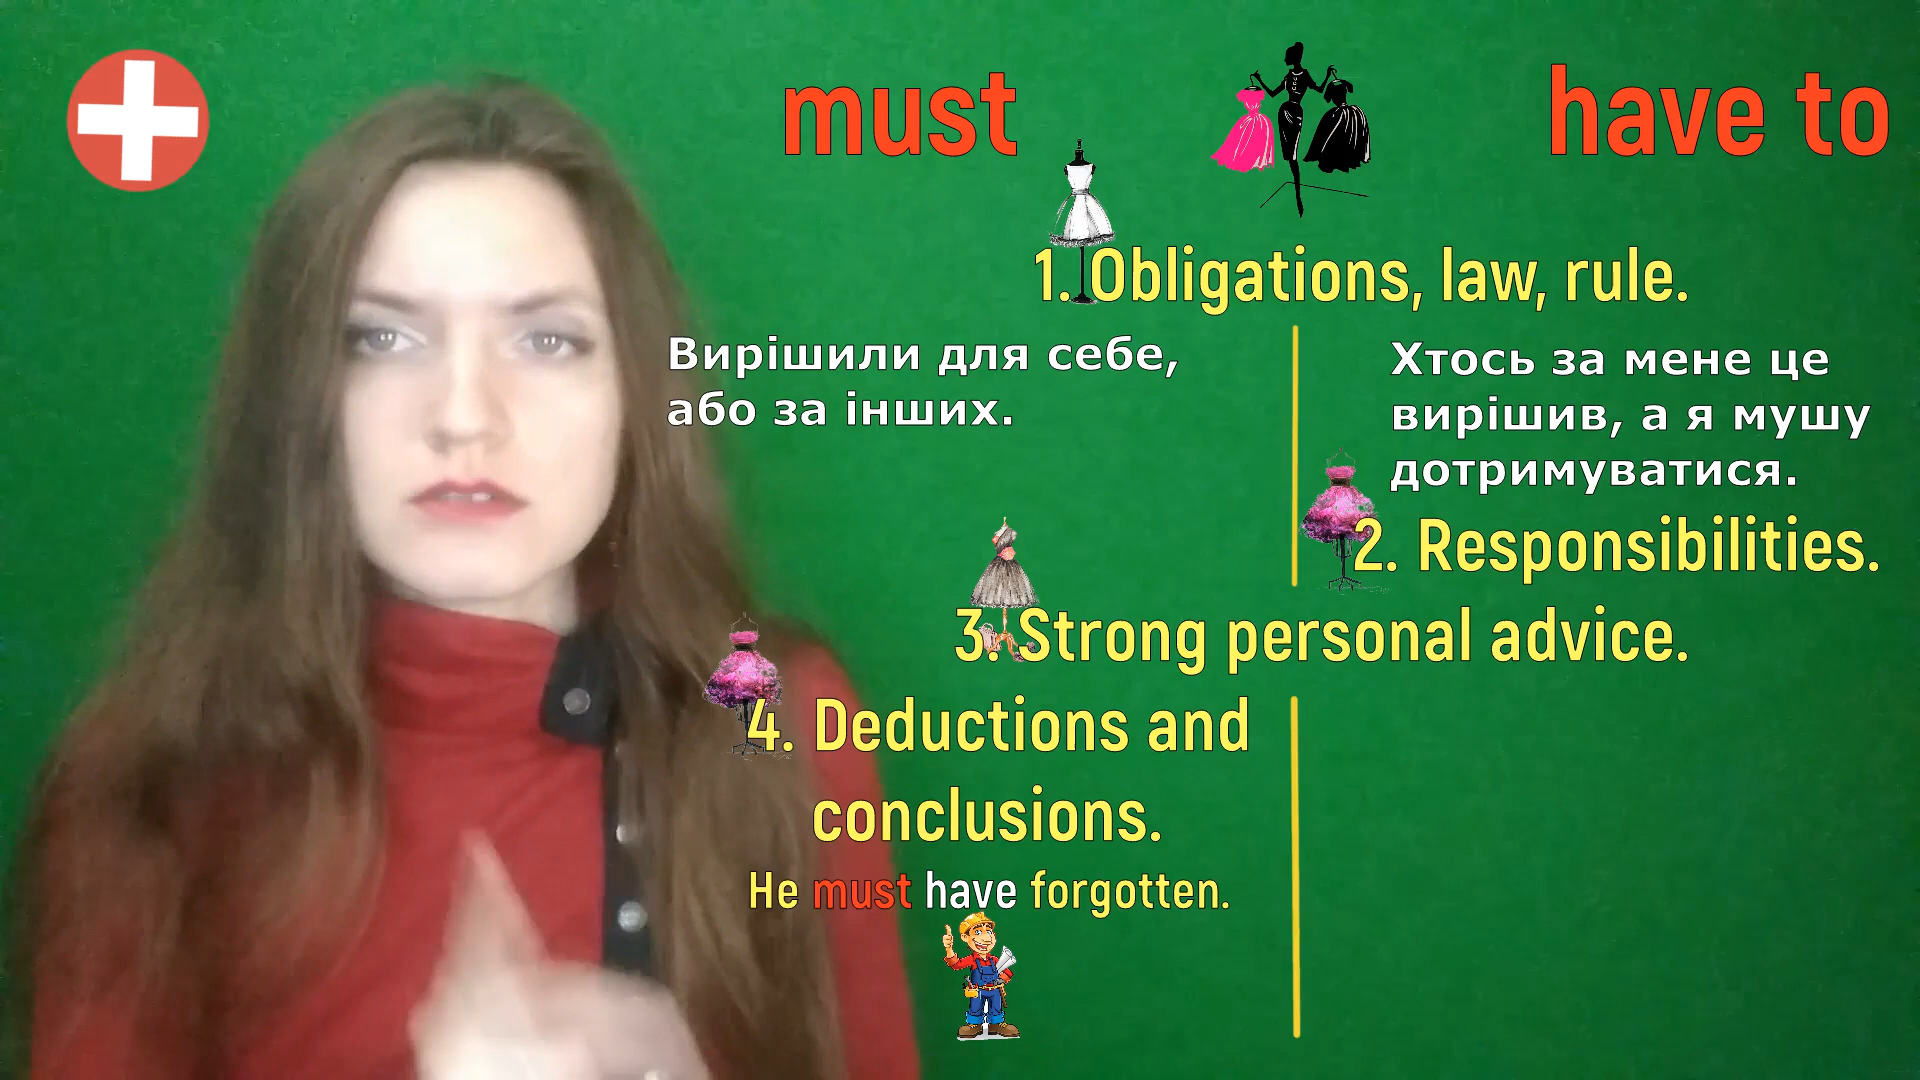 must
have to
1. Obligations, law, rule.
Вирішили для себе,
або за інших.
Хтось за мене це
вирішив, а я мушу
дотримуватися.
2. Responsibilities.
3. Strong personal advice.
4. Deductions and
conclusions.
He must have forgotten.